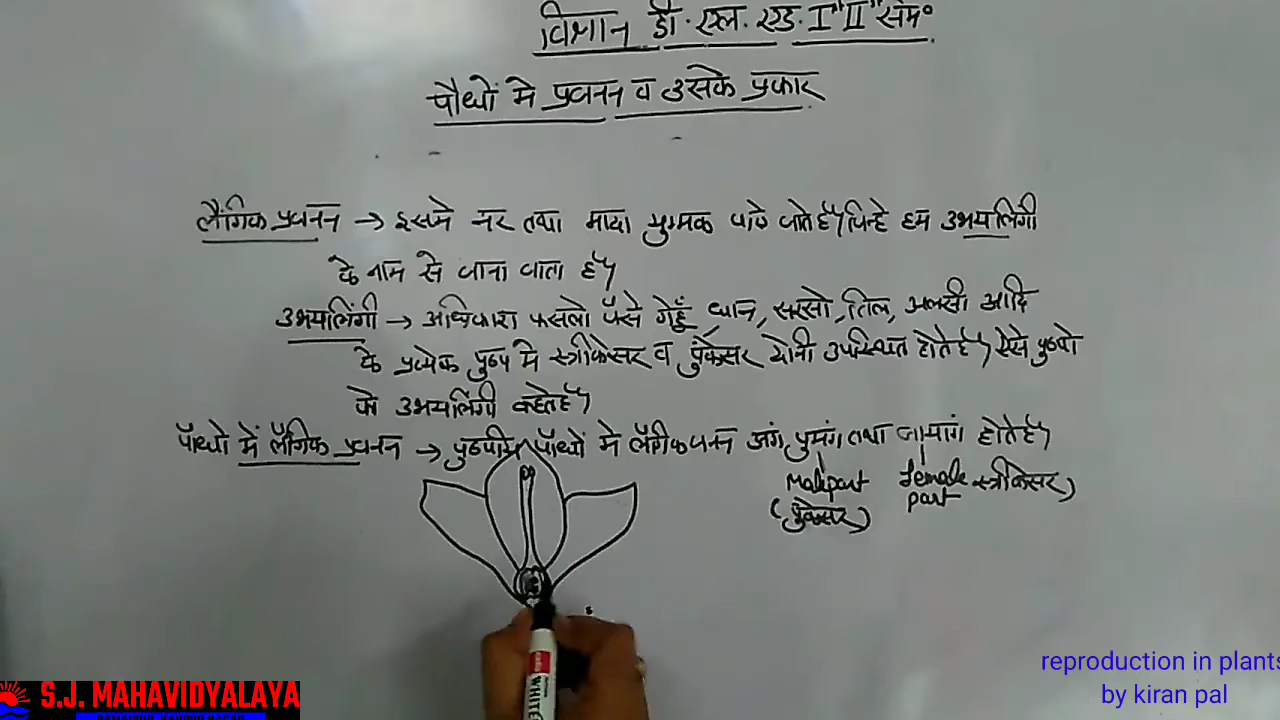 विज्ञान डी. एल. एड. I" II" सेम०
पौधों मे प्रजनन व उसके प्रकार
लैंगिक प्रजनन → इसमे नर तथा मादा युग्मक पाये जाते है। जिन्हे हम उभयलिंगी
के नाम से जाना जाता है।
उभयलिंगी → अधिकांश फसलो जैसे गेहूँ, धान, सरसो, तिल, अलसी आदि
के प्रत्येक पुष्प मे स्त्रीकेसर व पुंकेसर दोनी उपस्थित होते है। ऐसे पुष्पो
को उभयलिंगी कहते है।
पौधों में लैंगिक प्रजनन → पुष्पीय पौधों मे लैंगिक जनन अंग पुमंग तथा जायांग होते है।
Male part female स्त्रीकेसर)
(पुंकेसर) part
S.J. MAHAVIDYALAYA
reproduction in plants
by kiran pal